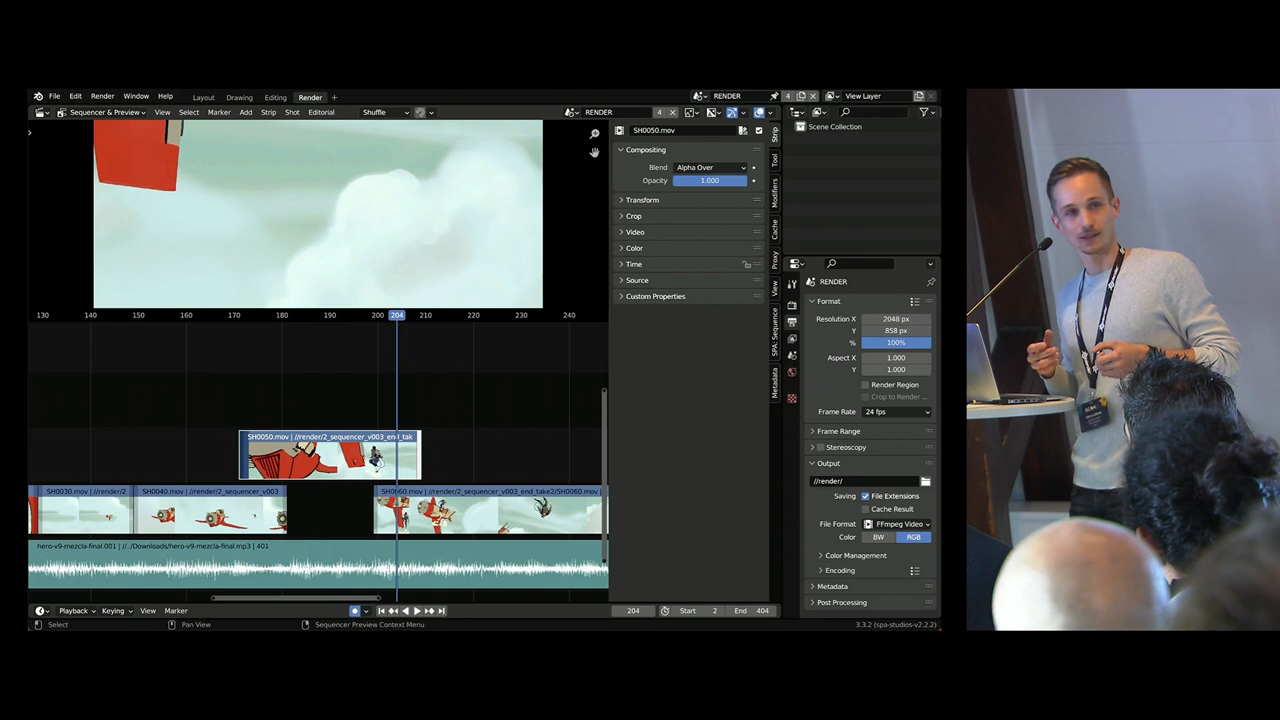 File Edit Render Window Help Layout Drawing Editing Render + RENDER 4 View Layer
Sequencer & Preview View Select Marker Add Strip Shot Editorial Shuffle RENDER 4
SH0050.mov
Scene Collection
Compositing
Blend Alpha Over
Opacity 1.000
Transform
Crop
Video
Color
Time
Source
Custom Properties
Strip
Tool
Modifiers
Cache
Proxy
View
SPA: Sequence
Metadata
RENDER
Format
Resolution X 2048 px
Y 858 px
% 100%
Aspect X 1.000
Y 1.000
Render Region
Crop to Render ...
Frame Rate 24 fps
Frame Range
Stereoscopy
Output
//render/
Saving File Extensions
Cache Result
File Format FFmpeg Video
Color BW RGB
Color Management
Encoding
Metadata
Post Processing
130 140 150 160 170 180 190 200 204 210 220 230 240
SH0050.mov | //render/2_sequencer_v003_end_tak
SH0030.mov | //render/2 SH0040.mov | //render/2_sequencer_v003 SH0060.mov | //render/2_sequencer_v003_end_take2/SH0060.mov |
hero-v9-mezcla-final.001 | //../Downloads/hero-v9-mezcla-final.mp3 | 401
Playback Keying View Marker 204 Start 2 End 404
Select Pan View Sequencer Preview Context Menu 3.3.2 (spa-studios-v2.2.2)